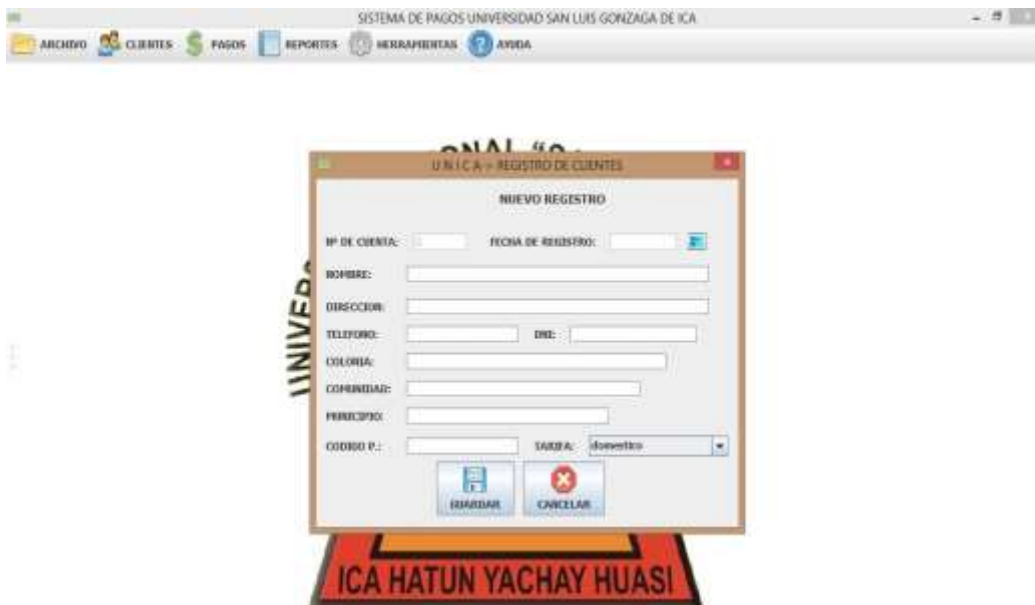 SISTEMA DE PAGOS UNIVERSIDAD SAN LUIS GONZAGA DE ICA
ARCHIVO CLIENTES PAGOS REPORTES HERRAMIENTAS AYUDA
U N I C A -> REGISTRO DE CLIENTES
NUEVO REGISTRO
Nº DE CUENTA: FECHA DE REGISTRO:
NOMBRE:
DIRECCION:
TELEFONO: DNI:
COLONIA:
COMUNIDAD:
CODIGO P.: TARIFA: domestico
GUARDAR CANCELAR
ICA HATUN YACHAY HUASI